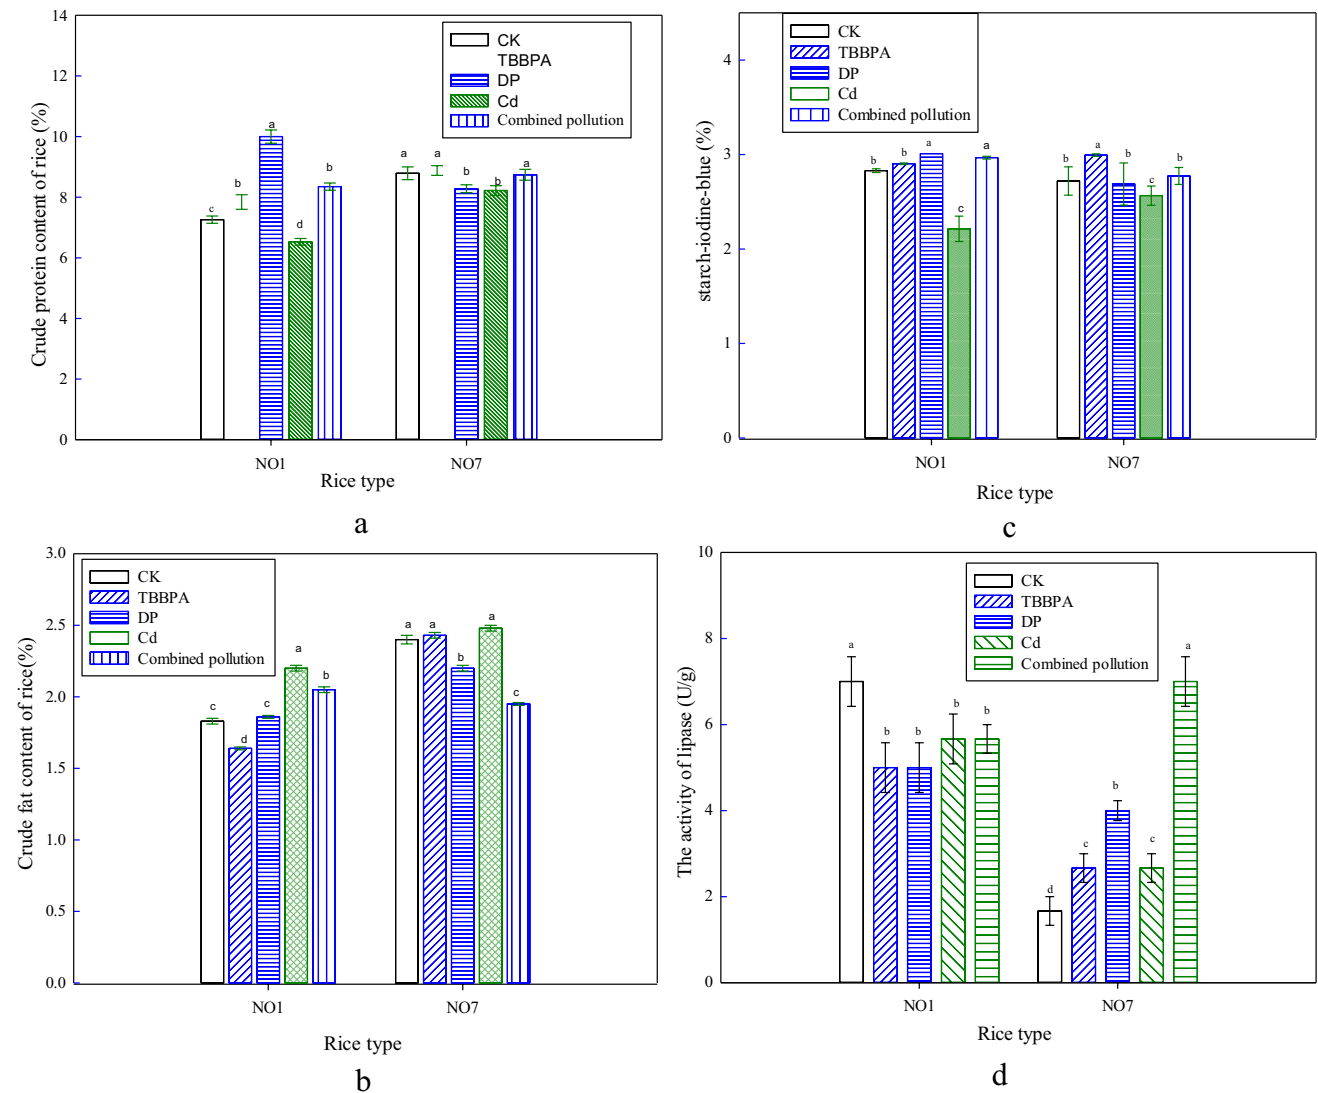 14
12
10
8
6
4
2
0
Crude protein content of rice (%)
CK
TBBPA
DP
Cd
Combined pollution
c
b
a
d
b
a
a
b
b
a
NO1
NO7
Rice type
a
4
3
2
1
0
starch-iodine-blue (%)
CK
TBBPA
DP
Cd
Combined pollution
b
b
a
c
a
b
a
b
c
b
NO1
NO7
Rice type
c
3.0
2.5
2.0
1.5
1.0
0.5
0.0
Crude fat content of rice(%)
CK
TBBPA
DP
Cd
Combined pollution
c
d
c
a
b
a
a
b
a
c
NO1
NO7
Rice type
b
10
8
6
4
2
0
The activity of lipase (U/g)
CK
TBBPA
DP
Cd
Combined pollution
a
b
b
b
b
d
c
b
c
a
NO1
NO7
Rice type
d